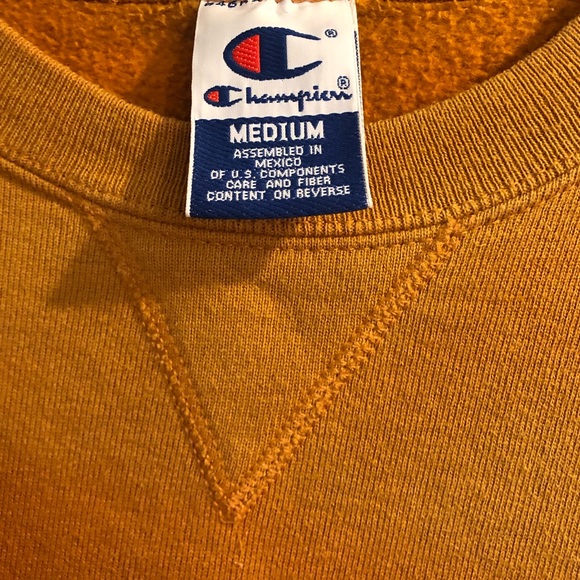 Champion
MEDIUM
ASSEMBLED IN
MEXICO
OF U.S. COMPONENTS
CARE AND FIBER
CONTENT ON REVERSE